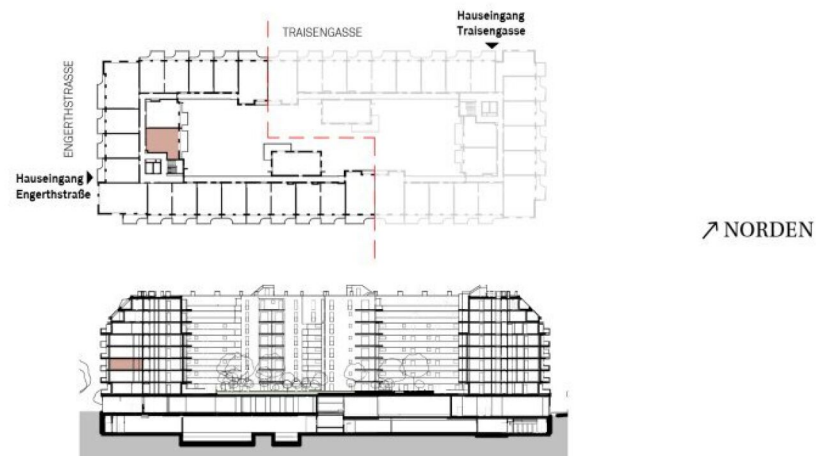 Hauseingang
Traisengasse
TRAISENGASSE
ENGERTHSTRASSE
Hauseingang
Engerthstraße
NORDEN